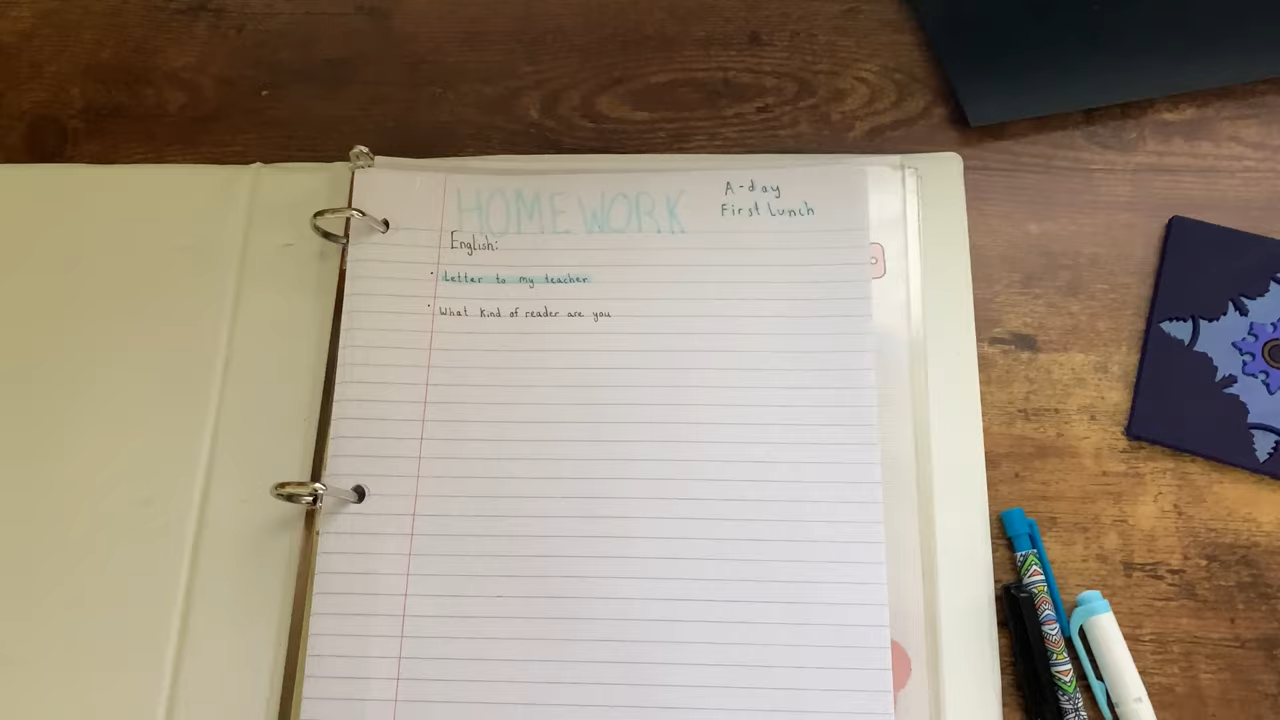 HOMEWORK
A-day
First Lunch
English:
· Letter to my teacher
· What kind of reader are you